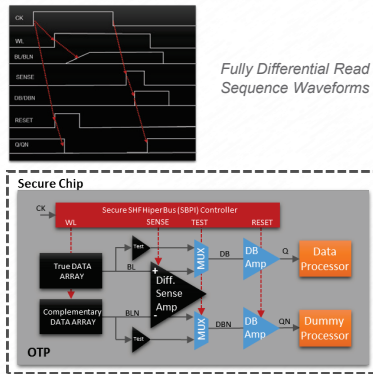 CK
WL
BL/BLN
SENSE
DB/DBN
RESET
Q/QN
Fully Differential Read
Sequence Waveforms
Secure Chip
CK
Secure SHFHiperBus (SBPI) Controller
WL
SENSE
TEST
RESET
Test
True DATA
ARRAY
BL
+
Diff.
Sense
Amp
MUX
DB
DB
Amp
Q
Data
Processor
Complementary
DATA ARRAY
BLN
-
Test
MUX
DBN
DB
Amp
QN
Dummy
Processor
OTP